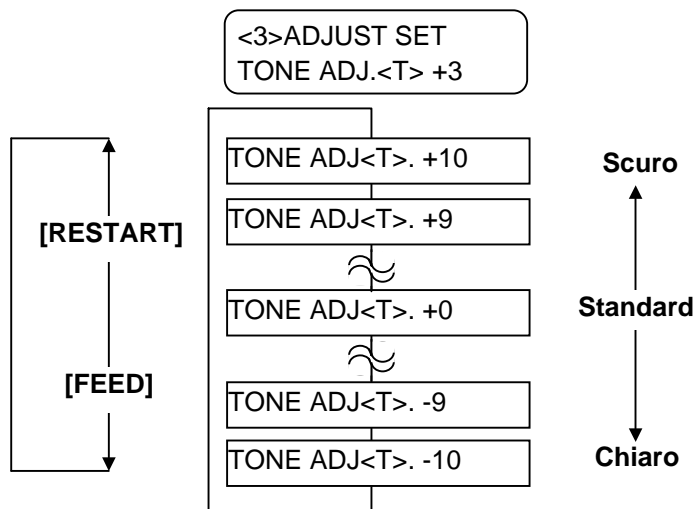 <3>ADJUST SET
TONE ADJ.<T> +3
TONE ADJ<T>. +10
Scuro
TONE ADJ<T>. +9
[RESTART]
TONE ADJ<T>. +0
Standard
[FEED]
TONE ADJ<T>. -9
TONE ADJ<T>. -10
Chiaro